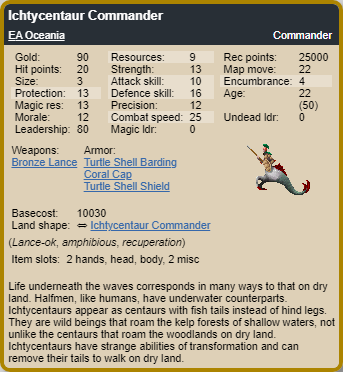 Ichtycentaur Commander
EA Oceania Commander
Gold: 90 Resources: 9 Rec points: 25000
Hit points: 20 Strength: 13 Map move: 22
Size: 3 Attack skill: 10 Encumbrance: 4
Protection: 13 Defence skill: 16 Age: 22
Magic res: 13 Precision: 12 (50)
Morale: 12 Combat speed: 25 Undead ldr: 0
Leadership: 80 Magic ldr: 0
Weapons: Armor:
Bronze Lance Turtle Shell Barding
Coral Cap
Turtle Shell Shield
Basecost: 10030
Land shape: ⇔ Ichtycentaur Commander
(Lance-ok, amphibious, recuperation)
Item slots: 2 hands, head, body, 2 misc
Life underneath the waves corresponds in many ways to that on dry
land. Halfmen, like humans, have underwater counterparts.
Ichtycentaurs appear as centaurs with fish tails instead of hind legs.
They are wild beings that roam the kelp forests of shallow waters, not
unlike the centaurs that roam the woodlands on dry land.
Ichtycentaurs have strange abilities of transformation and can
remove their tails to walk on dry land.